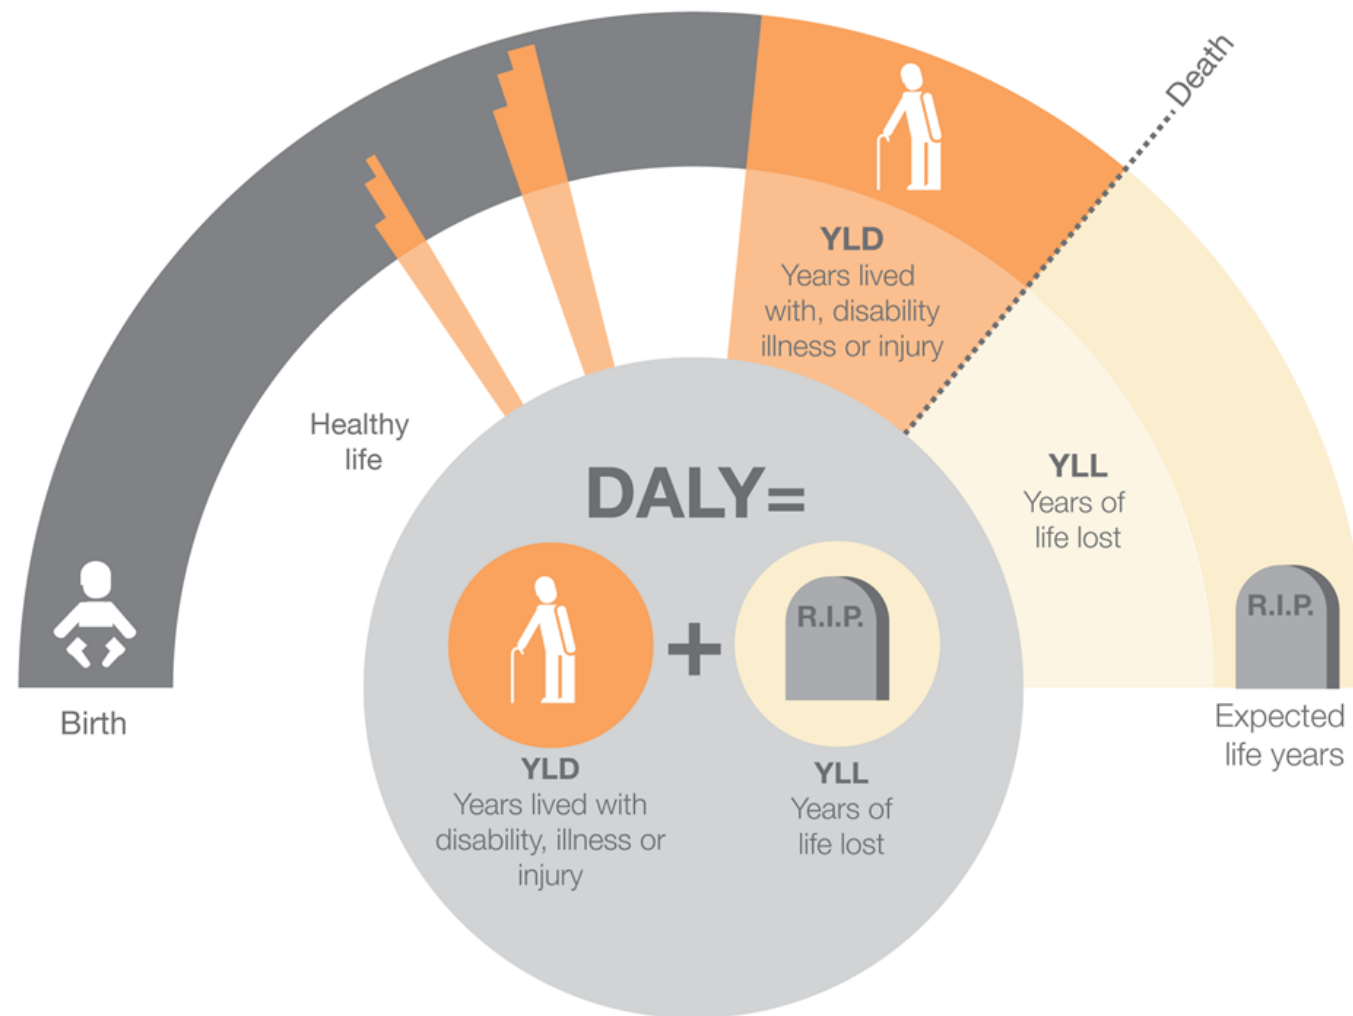 Death
YLD
Years lived
with, disability
illness or injury
Healthy
life
YLL
Years of
life lost
DALY=
R.I.P.
+
R.I.P.
Birth
Expected
life years
YLD
Years lived with
disability, illness or
injury
YLL
Years of
life lost